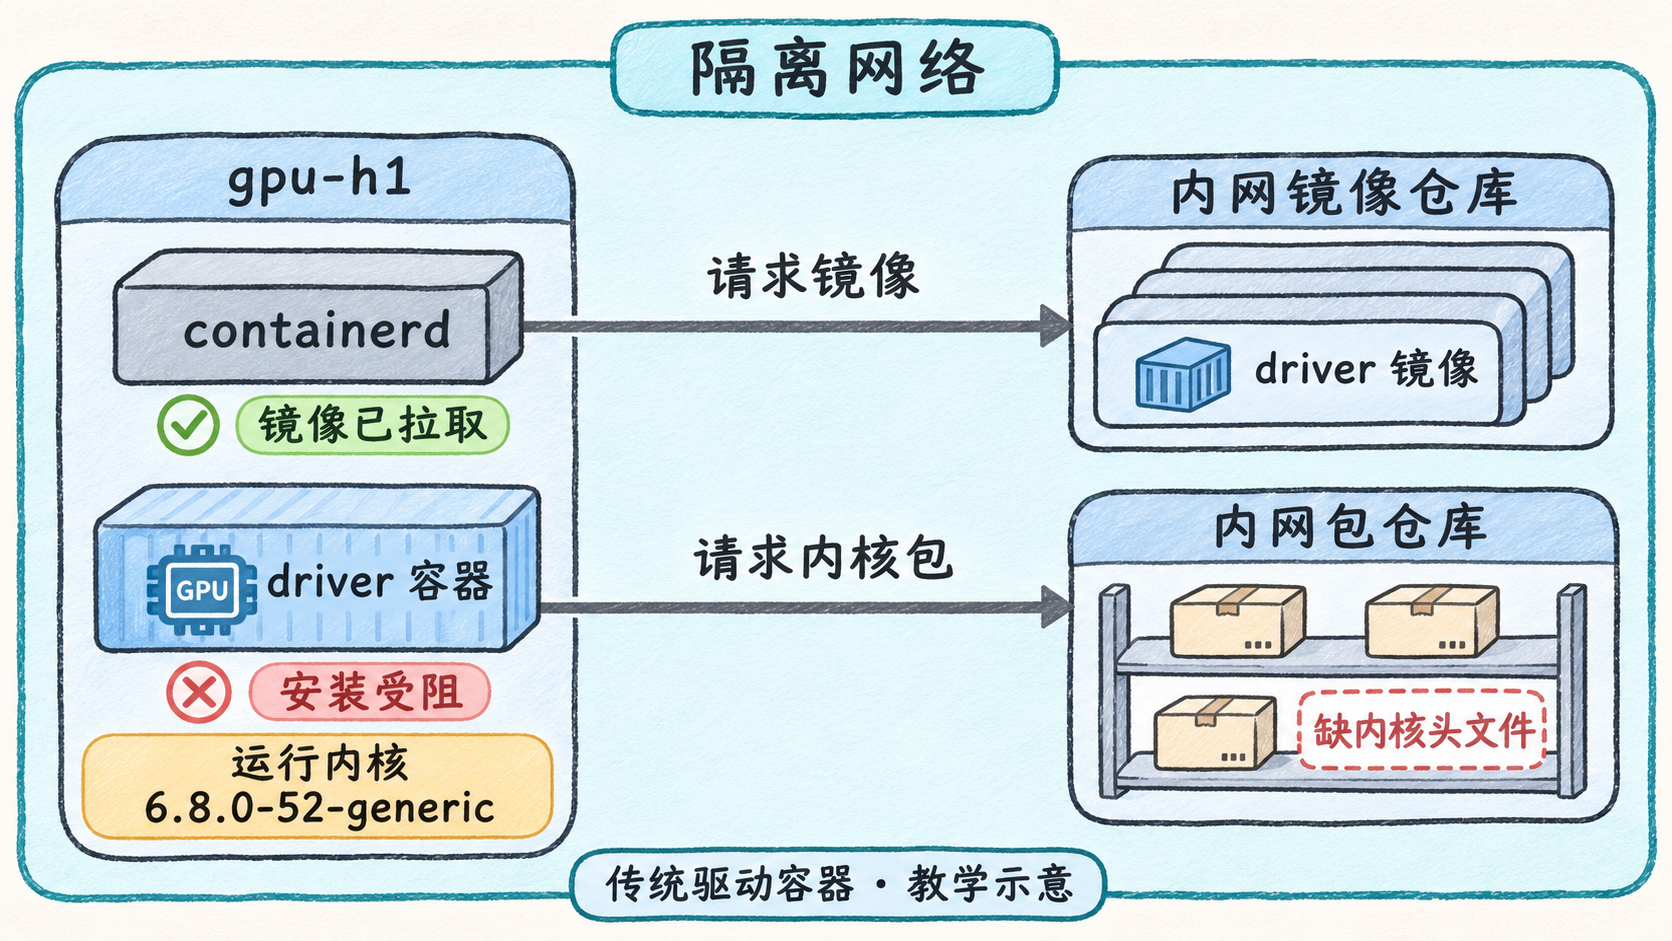 隔离网络
gpu-h1
containerd
镜像已拉取
GPU
driver 容器
安装受阻
运行内核
6.8.0-52-generic
请求镜像
请求内核包
内网镜像仓库
driver 镜像
内网包仓库
缺内核头文件
传统驱动容器 · 教学示意